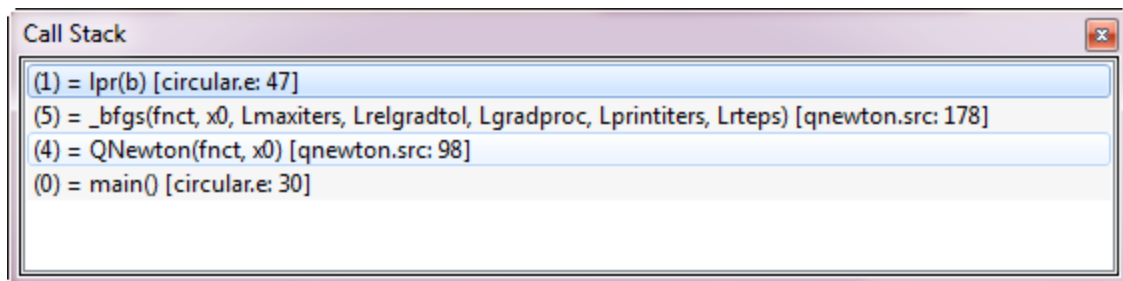 Call Stack
(1) = lpr(b) [circular.e: 47]
(5) = _bfgs(fnct, x0, Lmaxiters, Lrelgradtol, Lgradproc, Lprintiters, Lrteps) [qnewton.src: 178]
(4) = QNewton(fnct, x0) [qnewton.src: 98]
(0) = main() [circular.e: 30]